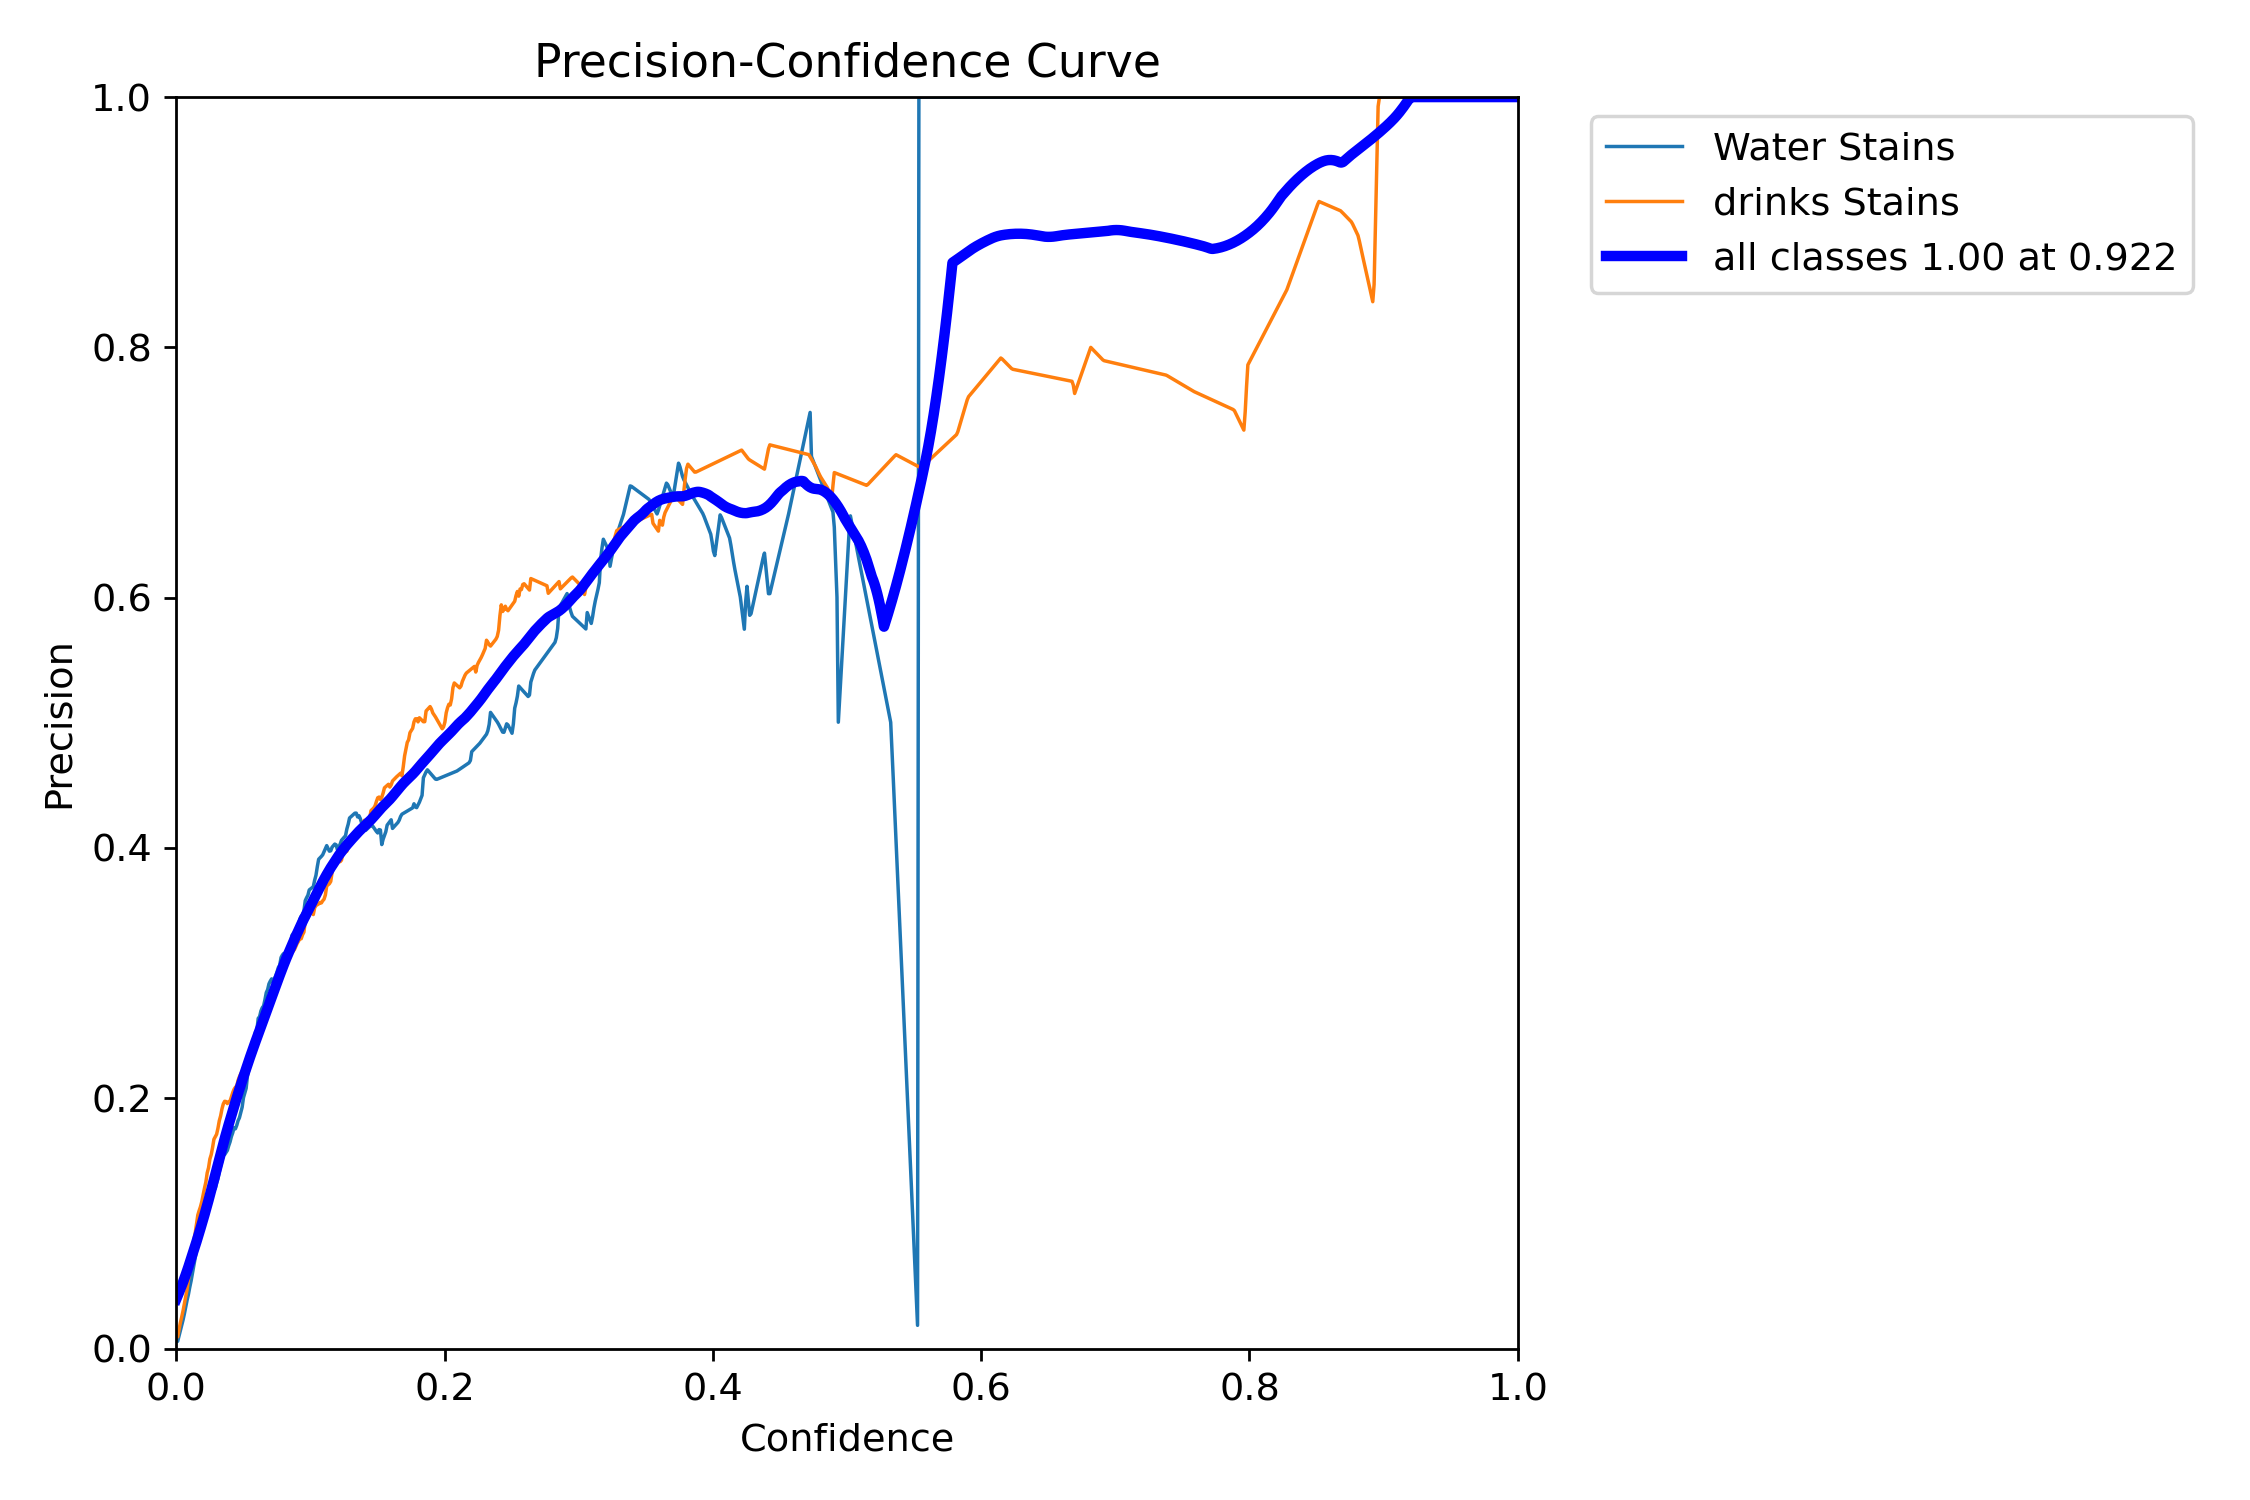 Precision-Confidence Curve
1.0
0.8
0.6
0.4
0.2
0.0
Precision
0.0 0.2 0.4 0.6 0.8 1.0
Confidence
Water Stains
drinks Stains
all classes 1.00 at 0.922